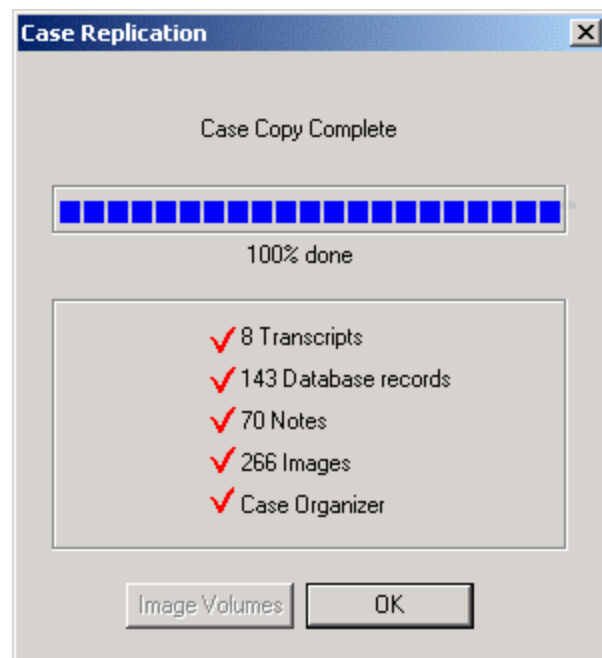 Case Replication
Case Copy Complete
100% done
8 Transcripts
143 Database records
70 Notes
266 Images
Case Organizer
Image Volumes
OK